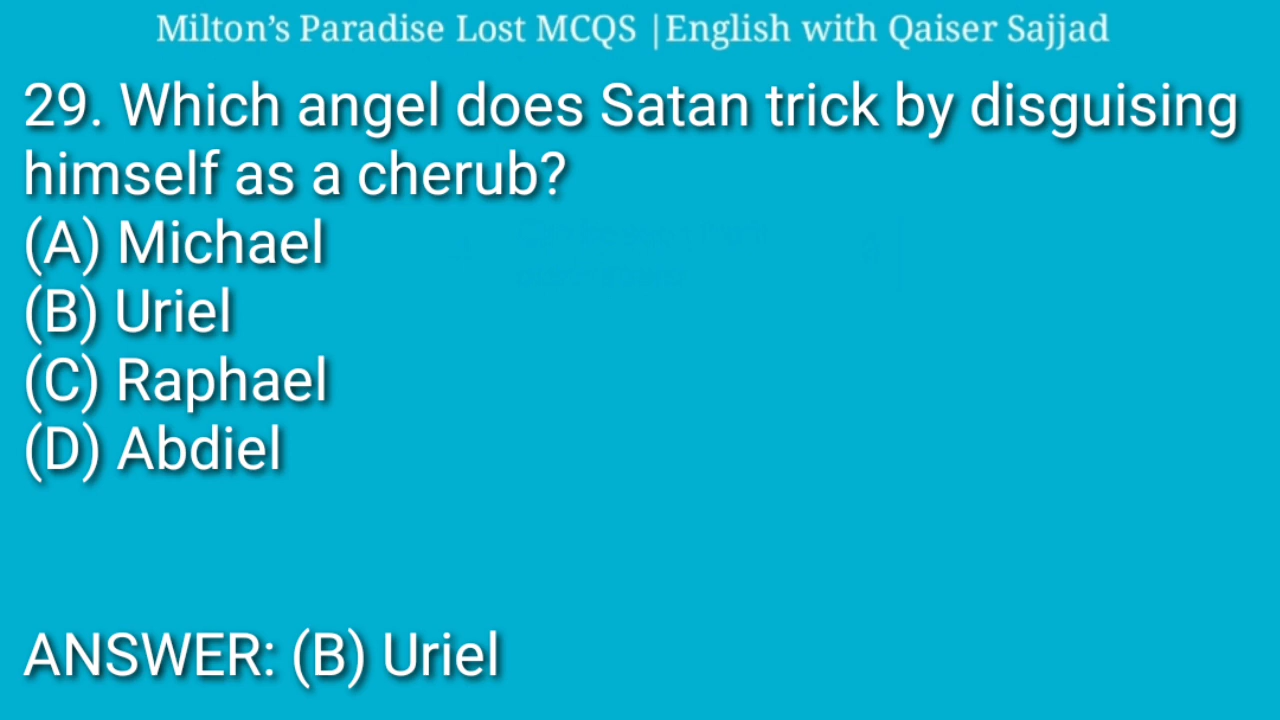 Milton’s Paradise Lost MCQS |English with Qaiser Sajjad
29. Which angel does Satan trick by disguising
himself as a cherub?
(A) Michael
(B) Uriel
(C) Raphael
(D) Abdiel
ANSWER: (B) Uriel